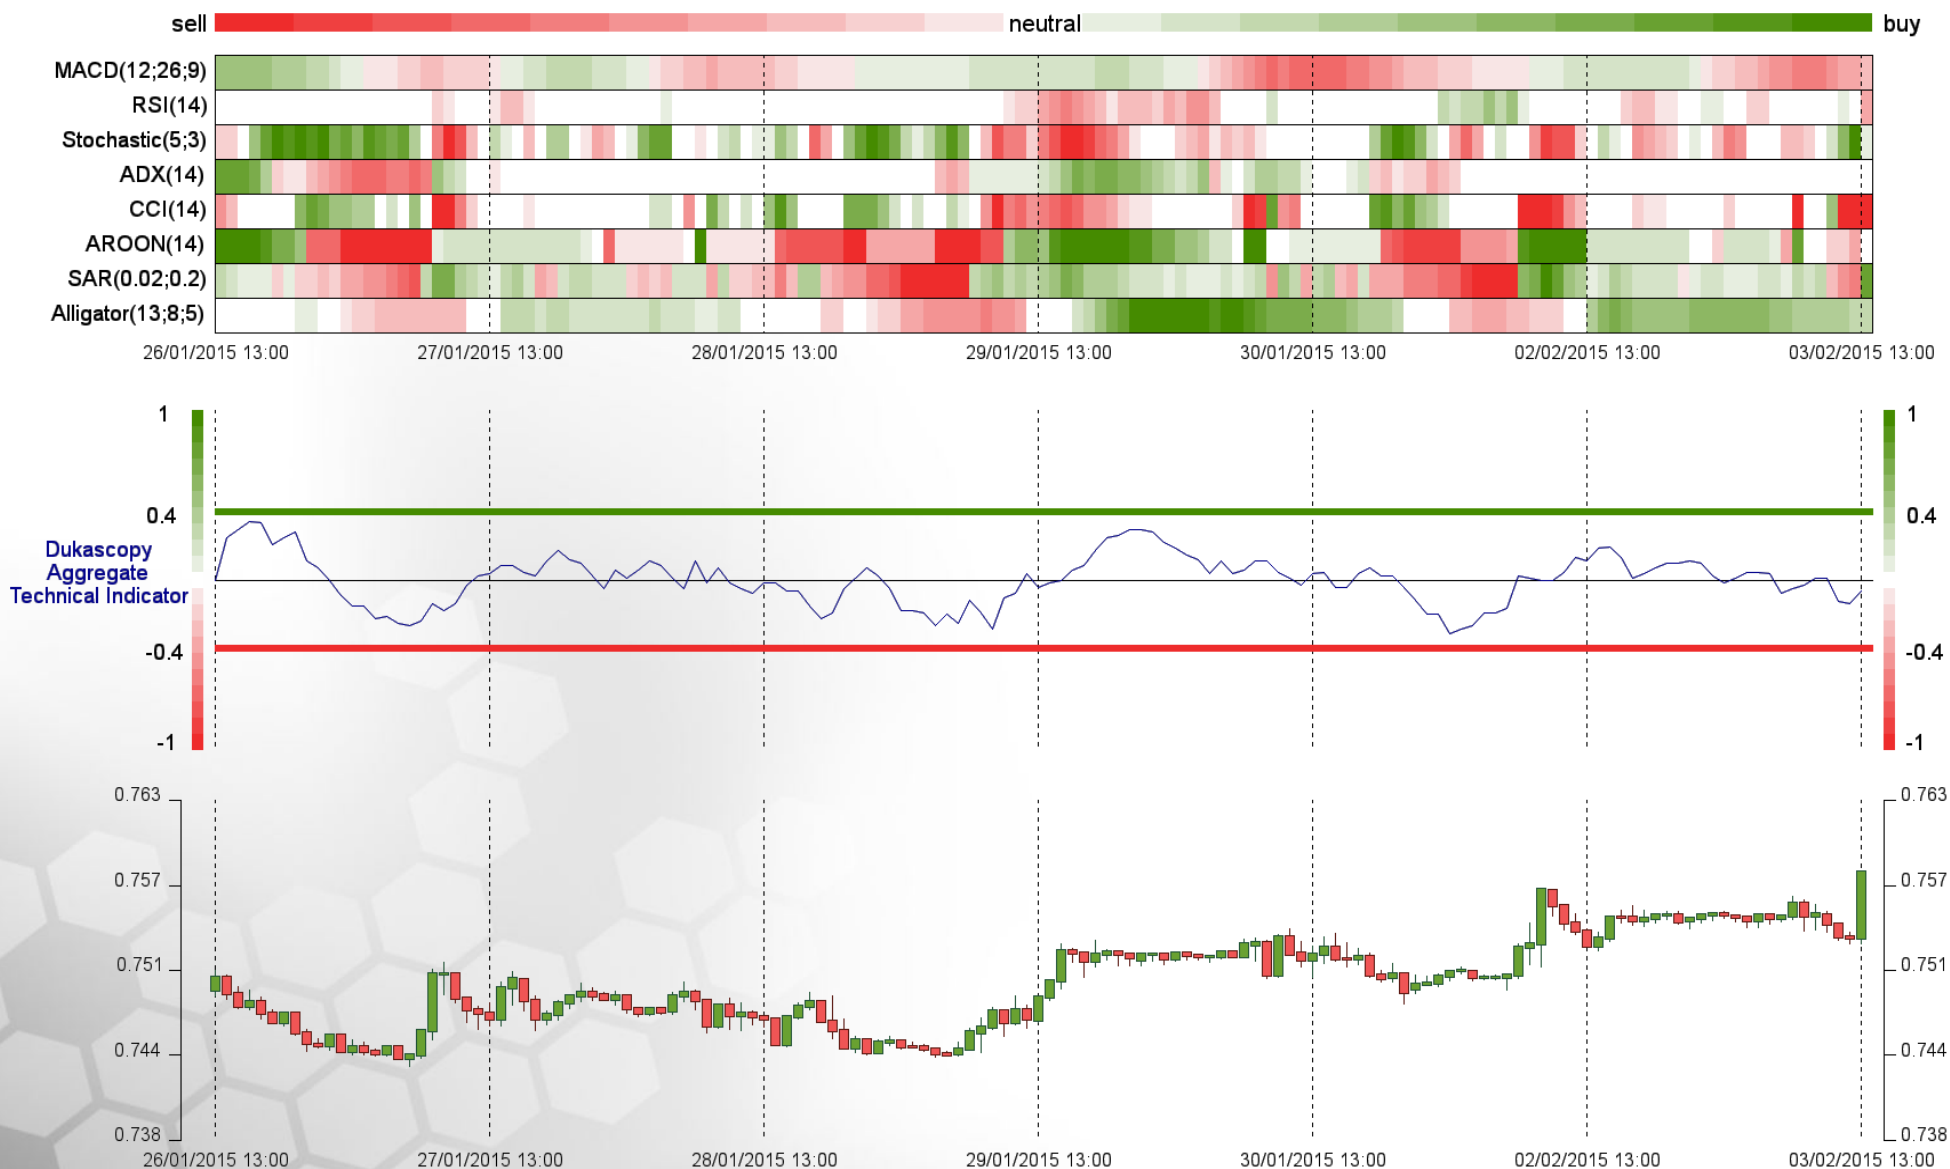 sell neutral buy
MACD(12;26;9)
RSI(14)
Stochastic(5;3)
ADX(14)
CCI(14)
AROON(14)
SAR(0.02;0.2)
Alligator(13;8;5)
26/01/2015 13:00 27/01/2015 13:00 28/01/2015 13:00 29/01/2015 13:00 30/01/2015 13:00 02/02/2015 13:00 03/02/2015 13:00
1 1
0.4 0.4
Dukascopy
Aggregate
Technical Indicator
-0.4 -0.4
-1 -1
0.763 0.763
0.757 0.757
0.751 0.751
0.744 0.744
0.738 0.738
26/01/2015 13:00 27/01/2015 13:00 28/01/2015 13:00 29/01/2015 13:00 30/01/2015 13:00 02/02/2015 13:00 03/02/2015 13:00